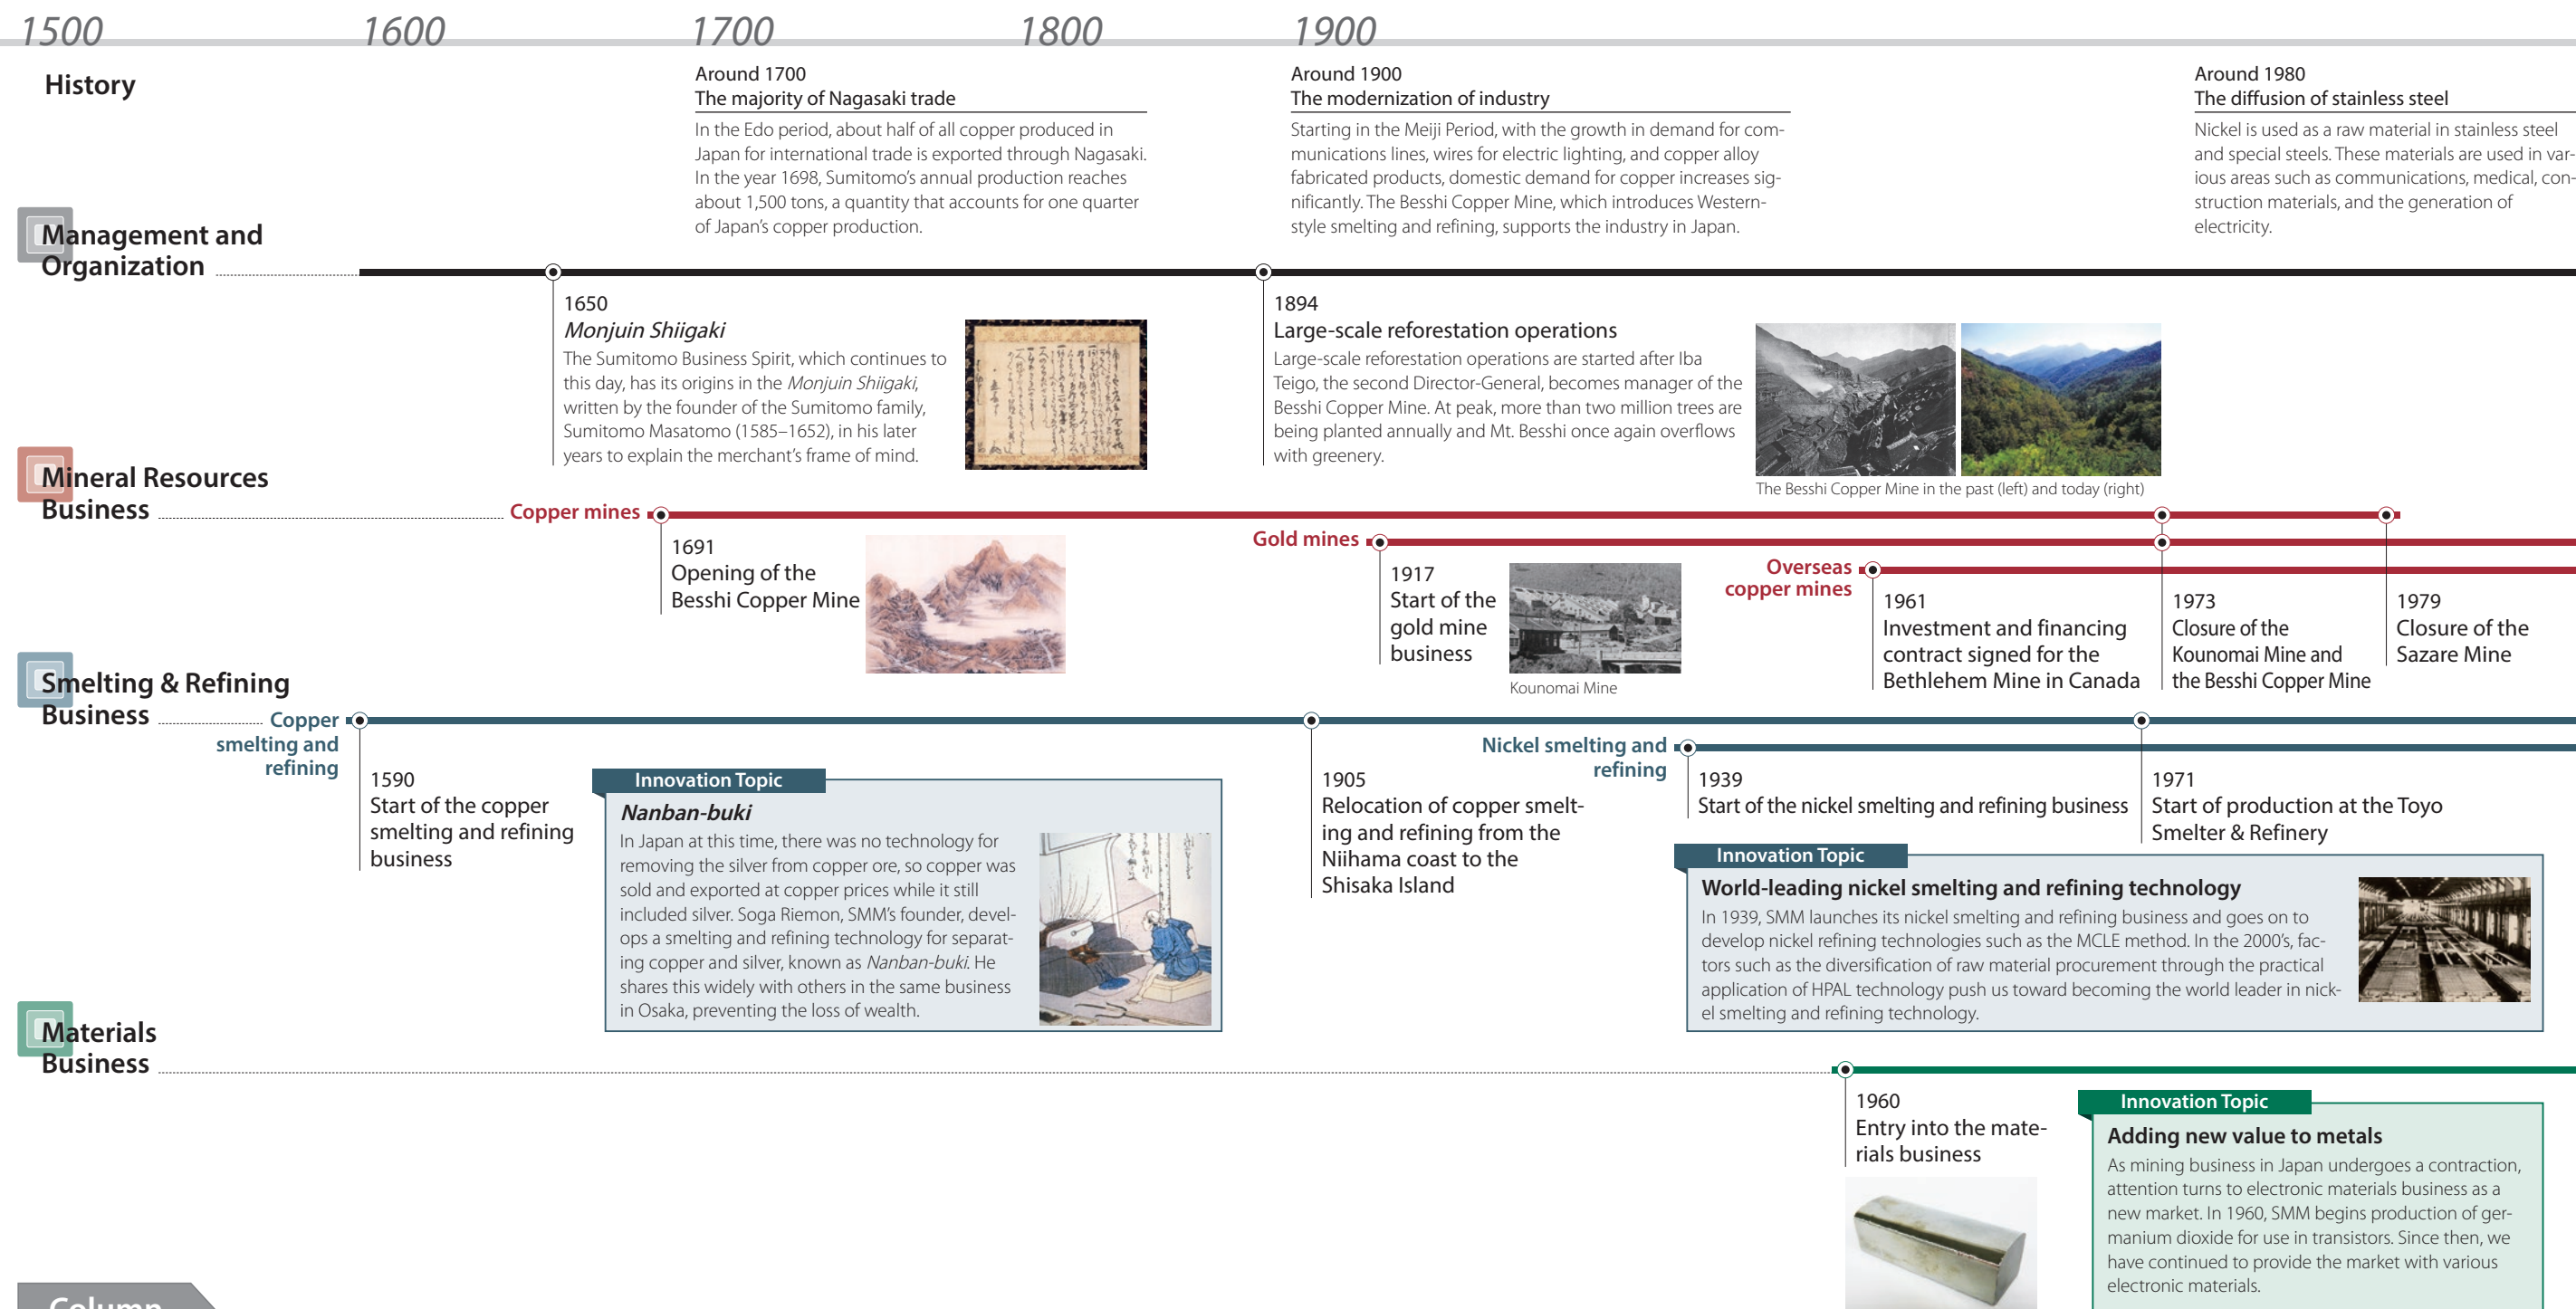 1500
1600
1700
1800
1900
History
Around 1700
The majority of Nagasaki trade
In the Edo period, about half of all copper produced in
Japan for international trade is exported through Nagasaki.
In the year 1698, Sumitomo's annual production reaches
about 1,500 tons, a quantity that accounts for one quarter
of Japan's copper production.
Around 1900
The modernization of industry
Starting in the Meiji Period, with the growth in demand for com-
munications lines, wires for electric lighting, and copper alloy
fabricated products, domestic demand for copper increases sig-
nificantly. The Besshi Copper Mine, which introduces Western-
style smelting and refining, supports the industry in Japan.
Around 1980
The diffusion of stainless steel
Nickel is used as a raw material in stainless steel
and special steels. These materials are used in var-
ious areas such as communications, medical, con-
struction materials, and the generation of
electricity.
Management and
Organization
1650
Monjuin Shiigaki
The Sumitomo Business Spirit, which continues to
this day, has its origins in the Monjuin Shiigaki,
written by the founder of the Sumitomo family,
Sumitomo Masatomo (1585–1652), in his later
years to explain the merchant's frame of mind.
1894
Large-scale reforestation operations
Large-scale reforestation operations are started after Iba
Teigo, the second Director-General, becomes manager of the
Besshi Copper Mine. At peak, more than two million trees are
being planted annually and Mt. Besshi once again overflows
with greenery.
The Besshi Copper Mine in the past (left) and today (right)
Mineral Resources
Business
Copper mines
1691
Opening of the
Besshi Copper Mine
Gold mines
1917
Start of the
gold mine
business
Kounomai Mine
Overseas
copper mines
1961
Investment and financing
contract signed for the
Bethlehem Mine in Canada
1973
Closure of the
Kounomai Mine and
the Besshi Copper Mine
1979
Closure of the
Sazare Mine
Smelting & Refining
Business
Copper
smelting and
refining
1590
Start of the copper
smelting and refining
business
Innovation Topic
Nanban-buki
In Japan at this time, there was no technology for
removing the silver from copper ore, so copper was
sold and exported at copper prices while it still
included silver. Soga Riemon, SMM's founder, devel-
ops a smelting and refining technology for separat-
ing copper and silver, known as Nanban-buki. He
shares this widely with others in the same business
in Osaka, preventing the loss of wealth.
1905
Relocation of copper smelt-
ing and refining from the
Niihama coast to the
Shisaka Island
Nickel smelting and
refining
1939
Start of the nickel smelting and refining business
1971
Start of production at the Toyo
Smelter & Refinery
Innovation Topic
World-leading nickel smelting and refining technology
In 1939, SMM launches its nickel smelting and refining business and goes on to
develop nickel refining technologies such as the MCLE method. In the 2000's, fac-
tors such as the diversification of raw material procurement through the practical
application of HPAL technology push us toward becoming the world leader in nick-
el smelting and refining technology.
Materials
Business
1960
Entry into the mate-
rials business
Innovation Topic
Adding new value to metals
As mining business in Japan undergoes a contraction,
attention turns to electronic materials business as a
new market. In 1960, SMM begins production of ger-
manium dioxide for use in transistors. Since then, we
have continued to provide the market with various
electronic materials.
Column